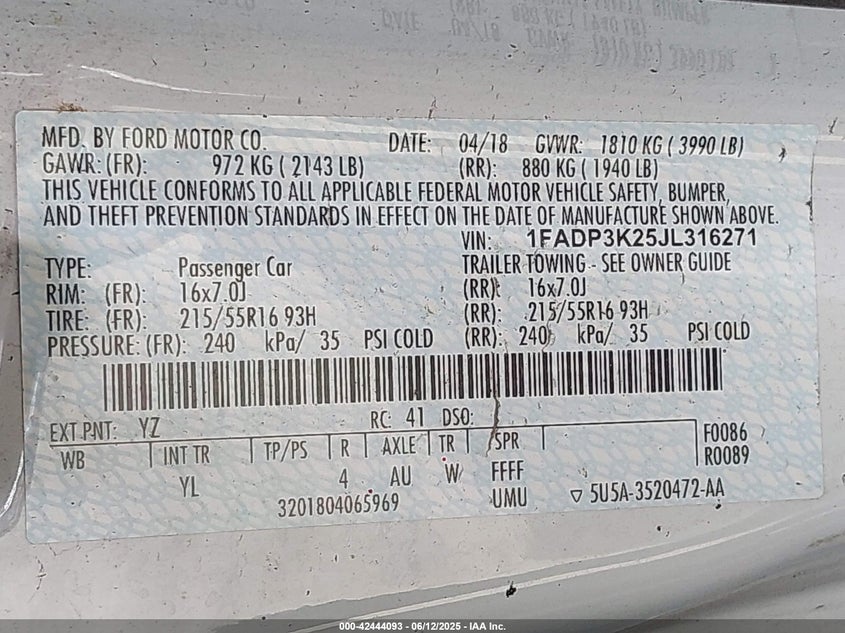 MFD. BY FORD MOTOR CO. DATE: 04/18 GVWR: 1810 KG ( 3990 LB)
GAWR: (FR): 972 KG ( 2143 LB) (RR): 880 KG ( 1940 LB)
THIS VEHICLE CONFORMS TO ALL APPLICABLE FEDERAL MOTOR VEHICLE SAFETY, BUMPER,
AND THEFT PREVENTION STANDARDS IN EFFECT ON THE DATE OF MANUFACTURE SHOWN ABOVE.
VIN: 1FADP3K25JL316271
TYPE: Passenger Car TRAILER TOWING - SEE OWNER GUIDE
RIM: (FR): 16x7.0J (RR): 16x7.0J
TIRE: (FR): 215/55R16 93H (RR): 215/55R16 93H
PRESSURE: (FR): 240 kPa/ 35 PSI COLD (RR): 240 kPa/ 35 PSI COLD
EXT PNT: YZ RC: 41 DSO:
WB INT TR TP/PS R AXLE TR SPR F0086
R0089
YL 4 AU W FFFF
3201804065969 UMU 5U5A-3520472-AA
000-42444093 - 06/12/2025 - IAA Inc.